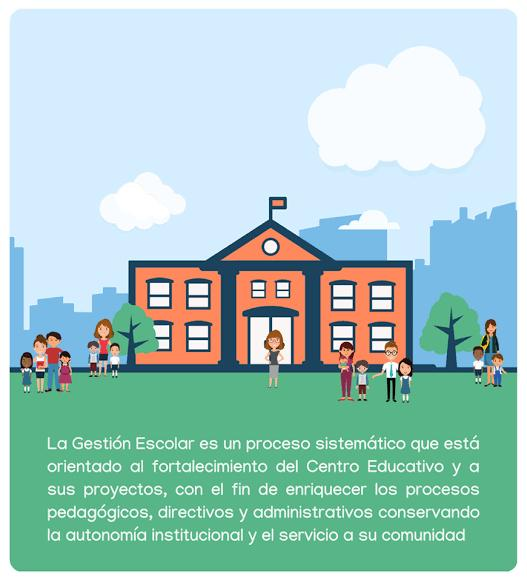 La Gestión Escolar es un proceso sistemático que está
orientado al fortalecimiento del Centro Educativo y a
sus proyectos, con el fin de enriquecer los procesos
pedagógicos, directivos y administrativos conservando
la autonomía institucional y el servicio a su comunidad